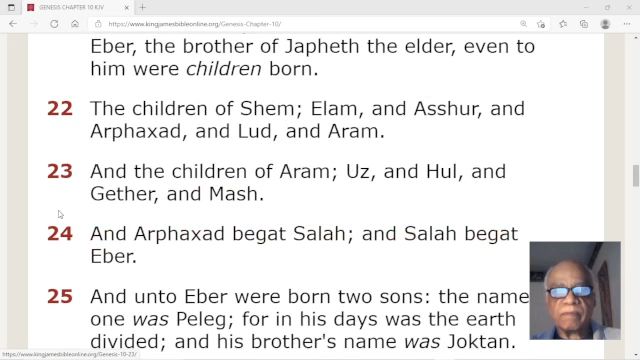 GENESIS CHAPTER 10 KJV
https://www.kingjamesbibleonline.org/Genesis-Chapter-10/
Eber, the brother of Japheth the elder, even to
him were children born.
22 The children of Shem; Elam, and Asshur, and
Arphaxad, and Lud, and Aram.
23 And the children of Aram; Uz, and Hul, and
Gether, and Mash.
24 And Arphaxad begat Salah; and Salah begat
Eber.
25 And unto Eber were born two sons: the name
one was Peleg; for in his days was the earth
divided; and his brother's name was Joktan.
https://www.kingjamesbibleonline.org/Genesis-10-23/